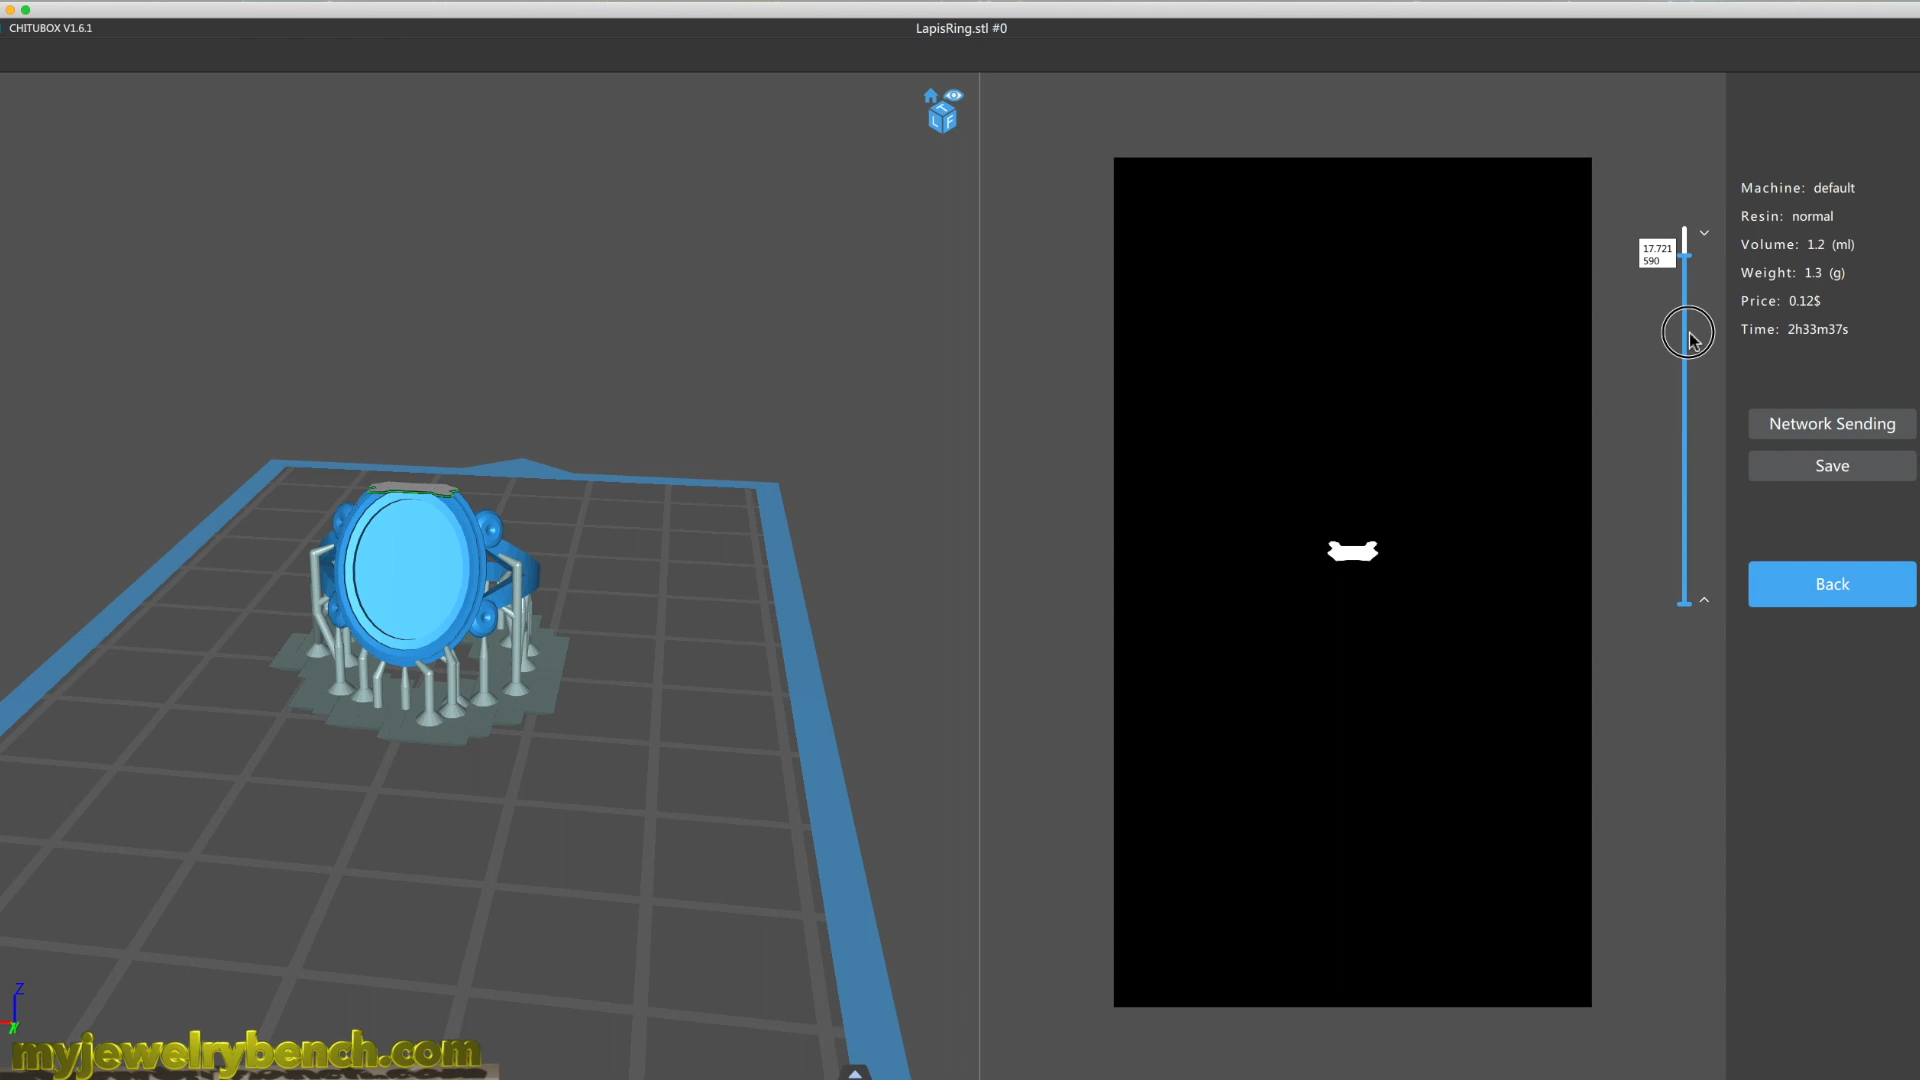 CHITUBOX V1.6.1
LapisRing.stl #0
T
L F
17.721
590
Machine: default
Resin: normal
Volume: 1.2 (ml)
Weight: 1.3 (g)
Price: 0.12$
Time: 2h33m37s
Network Sending
Save
Back
Z
Y
myjewelrybench.com